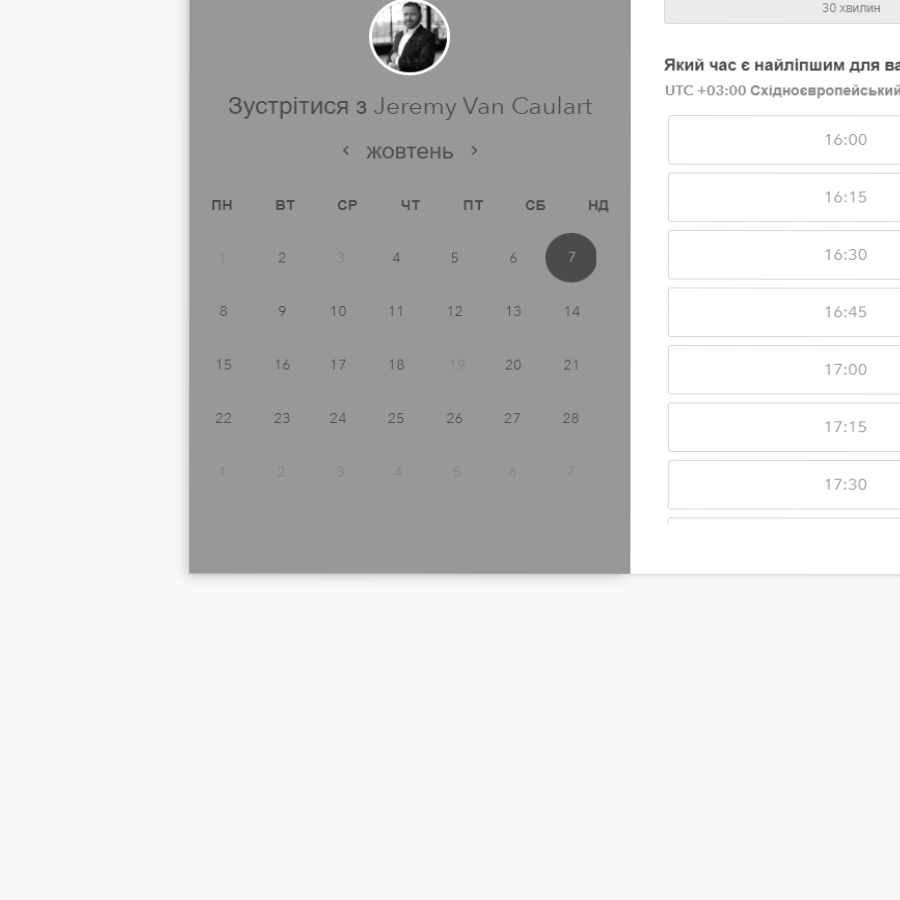 Зустрітися з Jeremy Van Caulart
жовтень
ПН ВТ СР ЧТ ПТ СБ НД
1 2 3 4 5 6 7
8 9 10 11 12 13 14
15 16 17 18 19 20 21
22 23 24 25 26 27 28
1 2 3 4 5 6 7
30 хвилин
Який час є найліпшим для ва
UTC +03:00 Східноєвропейський
16:00
16:15
16:30
16:45
17:00
17:15
17:30